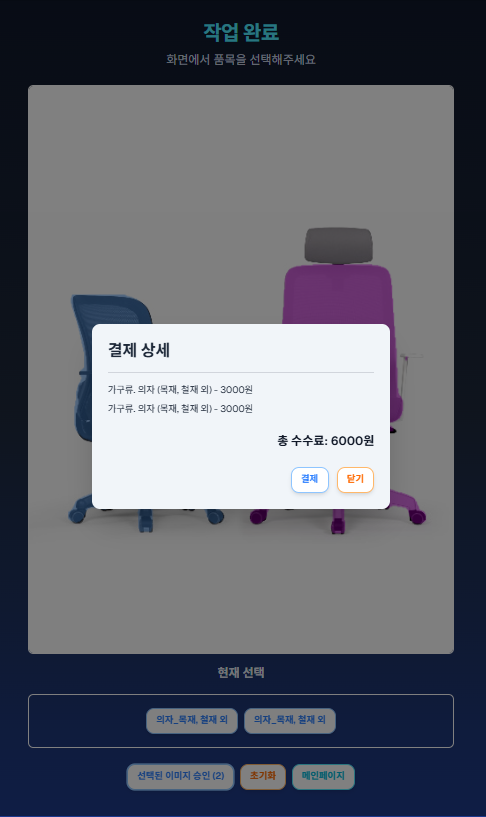 작업 완료
화면에서 품목을 선택해주세요
결제 상세
가구류. 의자 (목재, 철재 외) - 3000원
가구류. 의자 (목재, 철재 외) - 3000원
총 수수료: 6000원
결제 닫기
현재 선택
의자_목재, 철재 외 의자_목재, 철재 외
선택된 이미지 승인 (2) 초기화 메인페이지